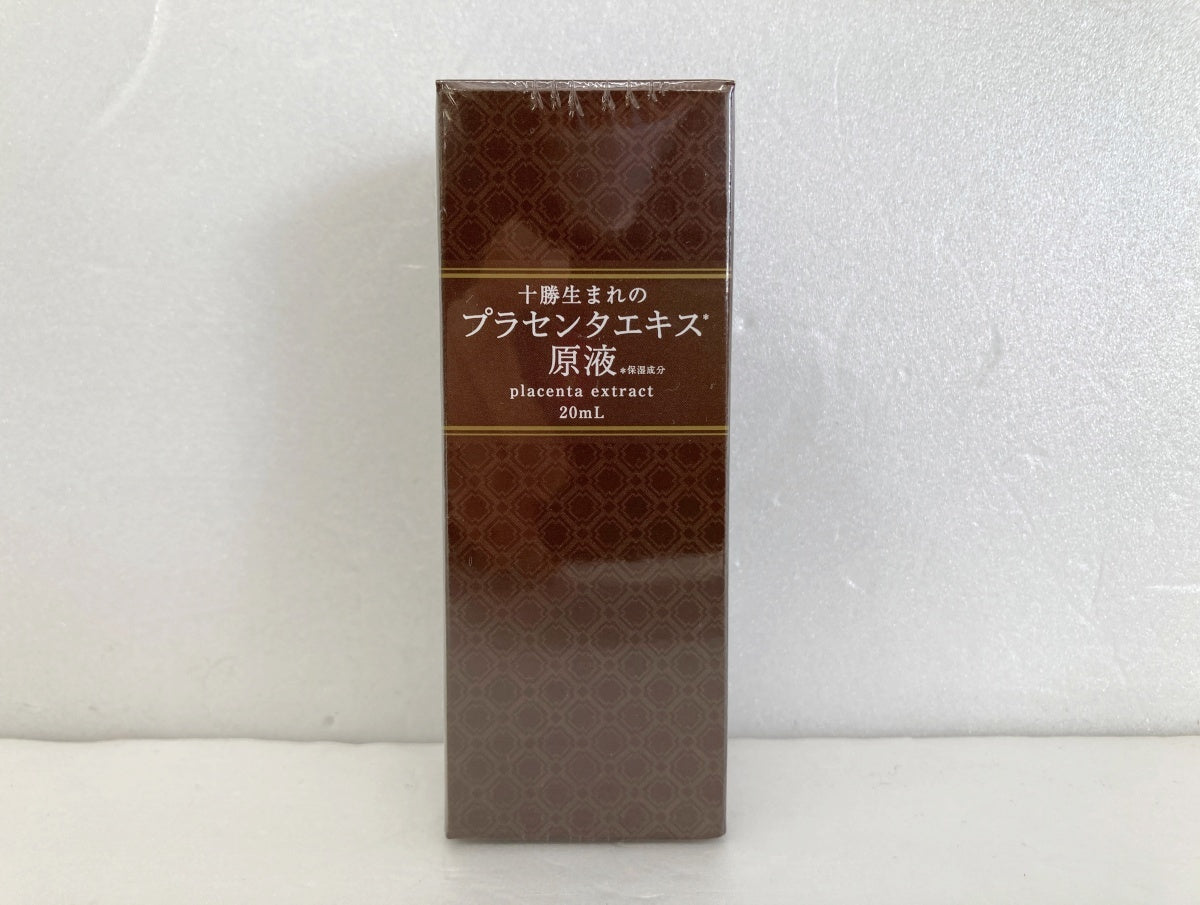 十勝生まれの
プラセンタエキス*
原液 *保湿成分
placenta extract
20mL